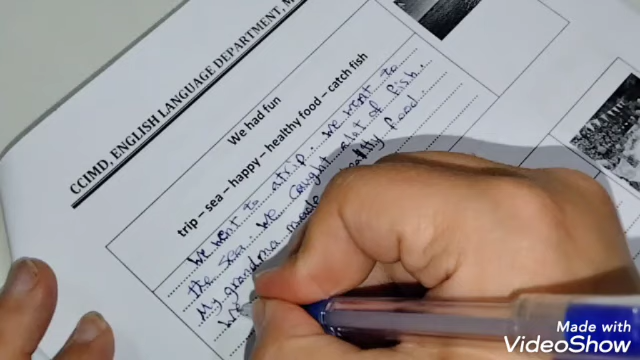 CCIMD, ENGLISH LANGUAGE DEPARTMENT, M
We had fun
trip – sea – happy – healthy food – catch fish
We went to a trip. We went to
the sea. We caught a lot of fish.
My grandma made healthy food.
We
Made with
VideoShow